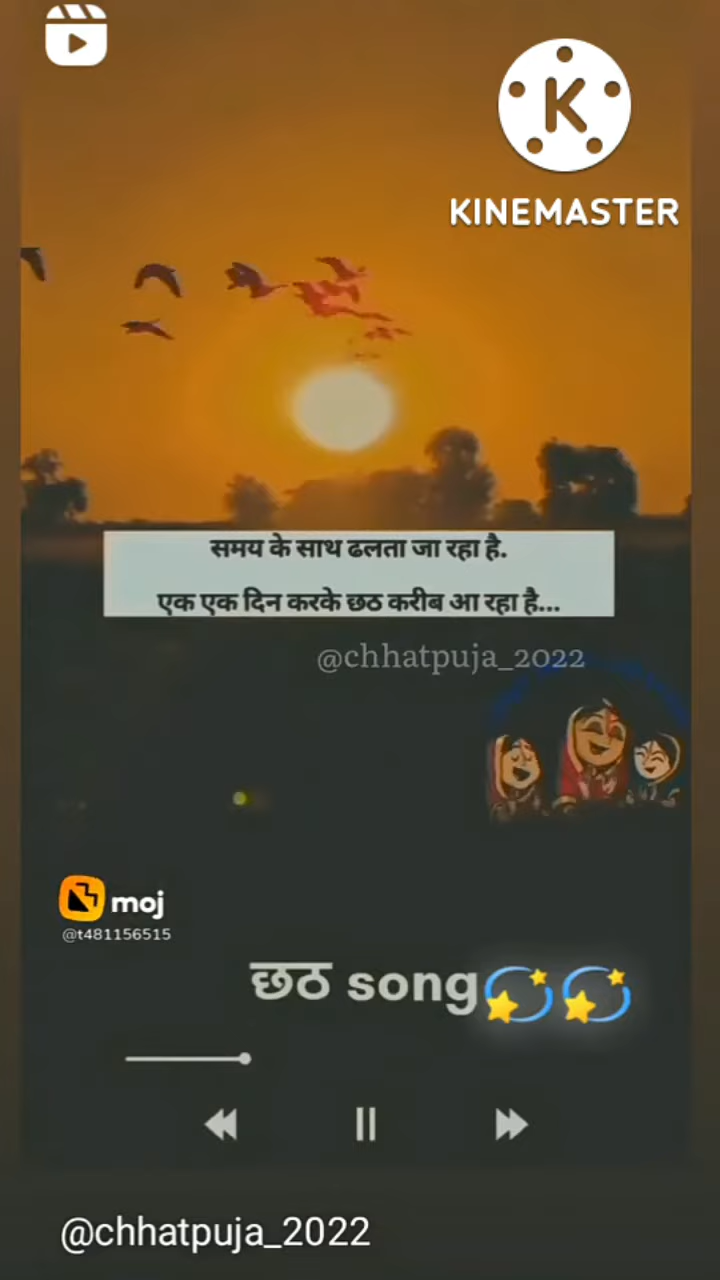 K
KINEMASTER
समय के साथ ढलता जा रहा है.
एक एक दिन करके छठ करीब आ रहा है...
@chhatpuja_2022
moj
@t481156515
छठ song
@chhatpuja_2022